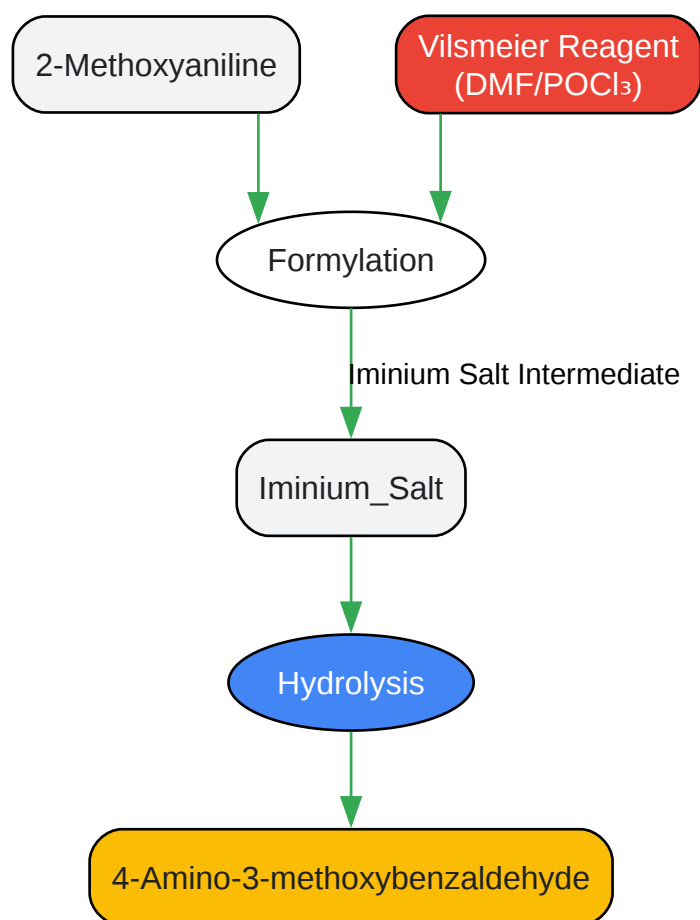 2-Methoxyaniline
Vilsmeier Reagent
(DMF/POCl₃)
Formylation
Iminium Salt Intermediate
Iminium_Salt
Hydrolysis
4-Amino-3-methoxybenzaldehyde